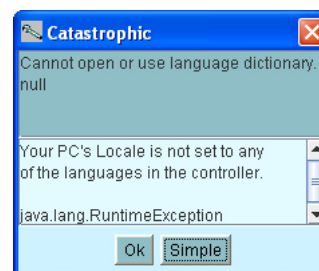 Catastrophic
Cannot open or use language dictionary.
null
Your PC's Locale is not set to any
of the languages in the controller.
java.lang.RuntimeException
Ok Simple